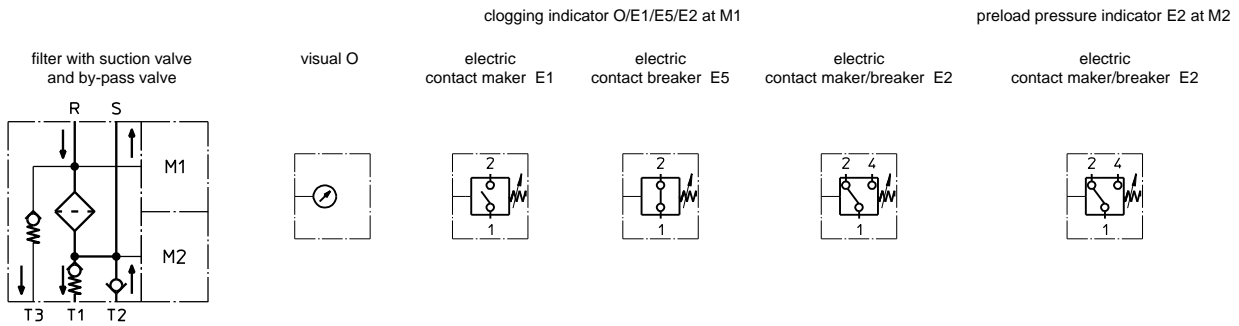 clogging indicator O/E1/E5/E2 at M1
preload pressure indicator E2 at M2
filter with suction valve
and by-pass valve
visual O
electric
contact maker E1
electric
contact breaker E5
electric
contact maker/breaker E2
electric
contact maker/breaker E2
R S
M1
M2
T3 T1 T2
2
1
2
1
2 4
1
2 4
1